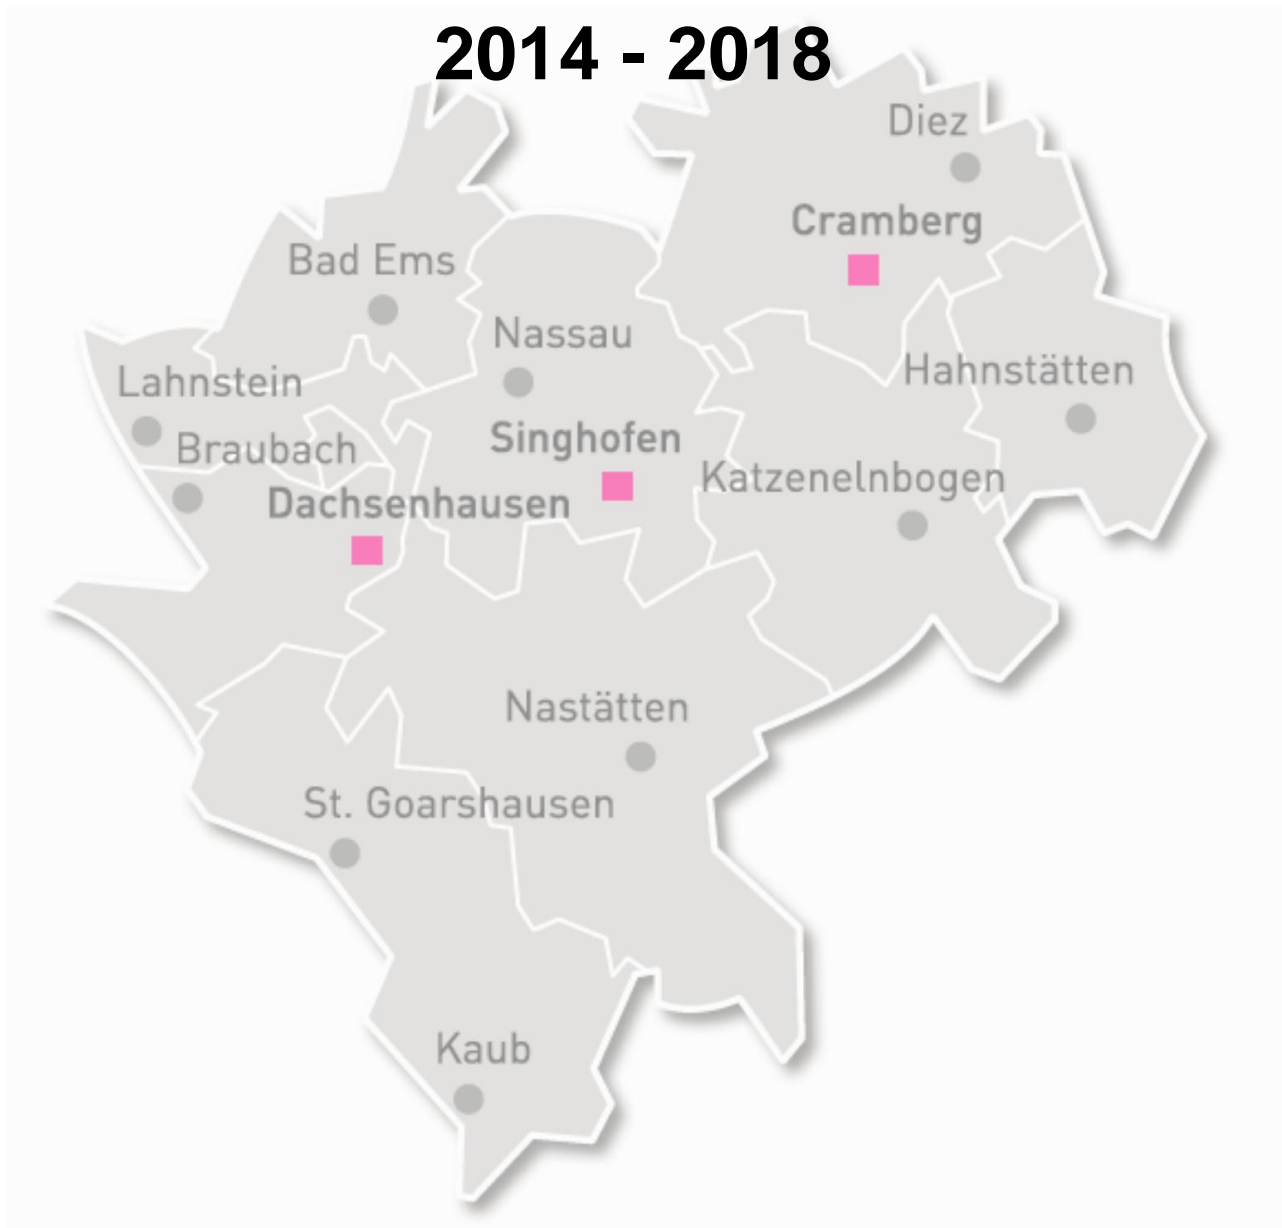 2014 - 2018
Diez
Cramberg
Bad Ems
Nassau
Hahnstätten
Lahnstein
Singhofen
Braubach
Katzenelnbogen
Dachsenhausen
Nastätten
St. Goarshausen
Kaub